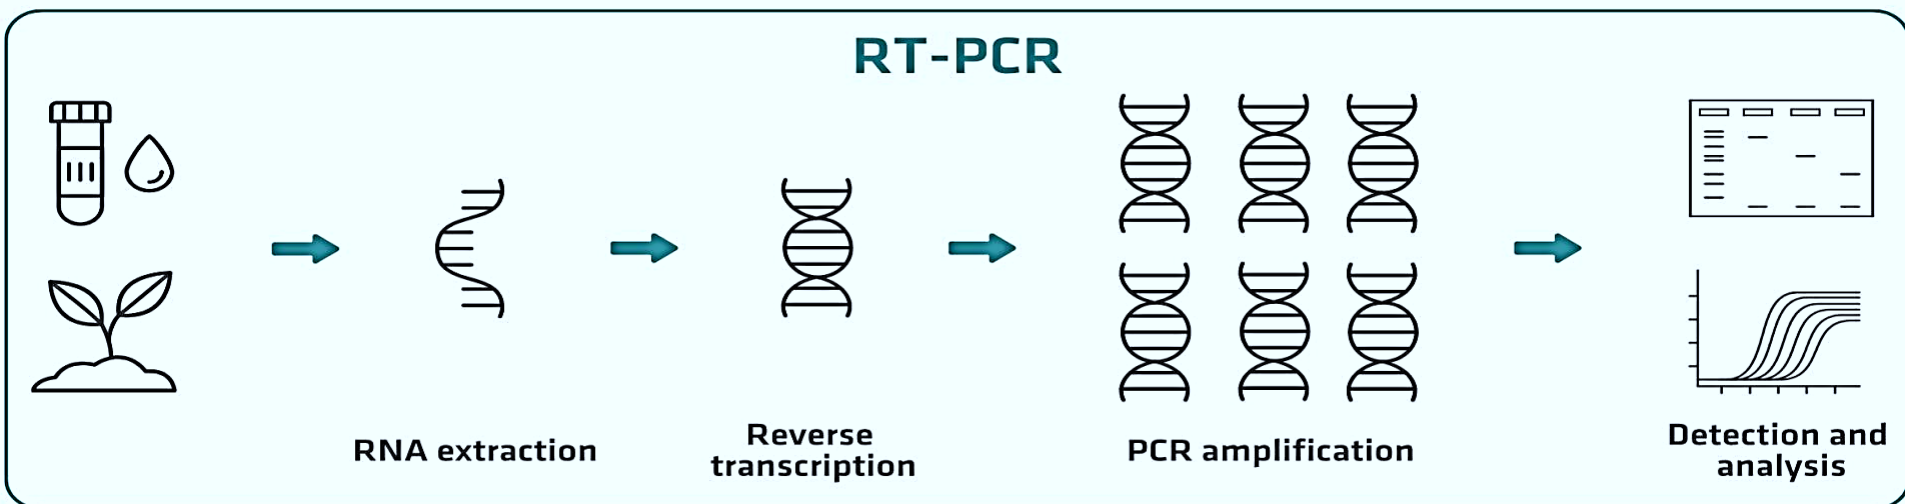 RT-PCR
RNA extraction
Reverse
transcription
PCR amplification
Detection and
analysis